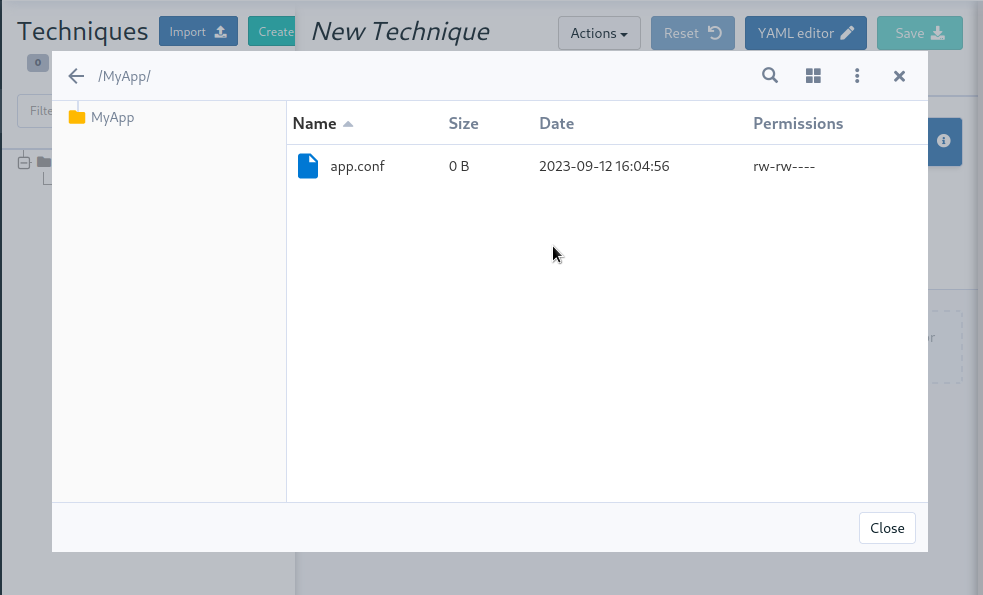 Techniques
Import
Create
New Technique
Actions
Reset
YAML editor
Save
0
/MyApp/
Filte
MyApp
Name
Size
Date
Permissions
app.conf
0 B
2023-09-12 16:04:56
rw-rw----
or
Close